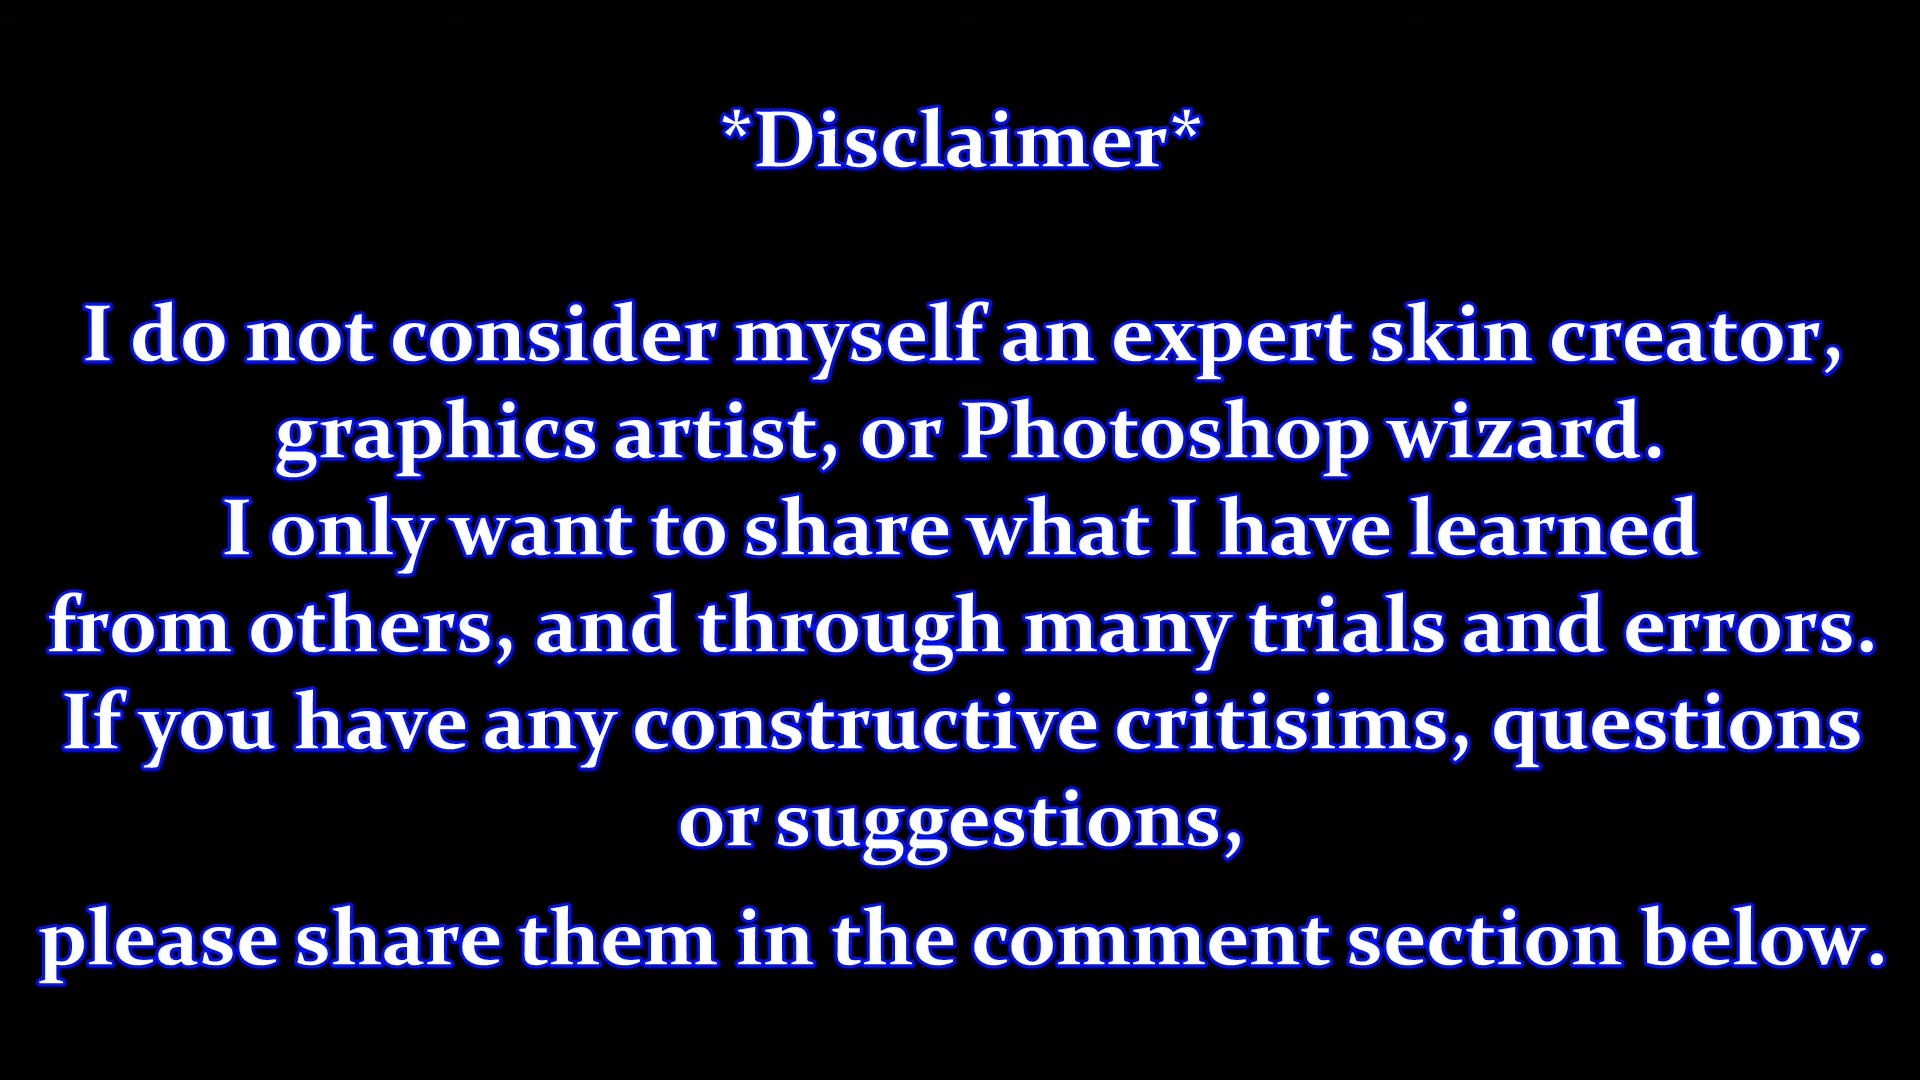 *Disclaimer*
I do not consider myself an expert skin creator,
graphics artist, or Photoshop wizard.
I only want to share what I have learned
from others, and through many trials and errors.
If you have any constructive critisims, questions
or suggestions,
please share them in the comment section below.